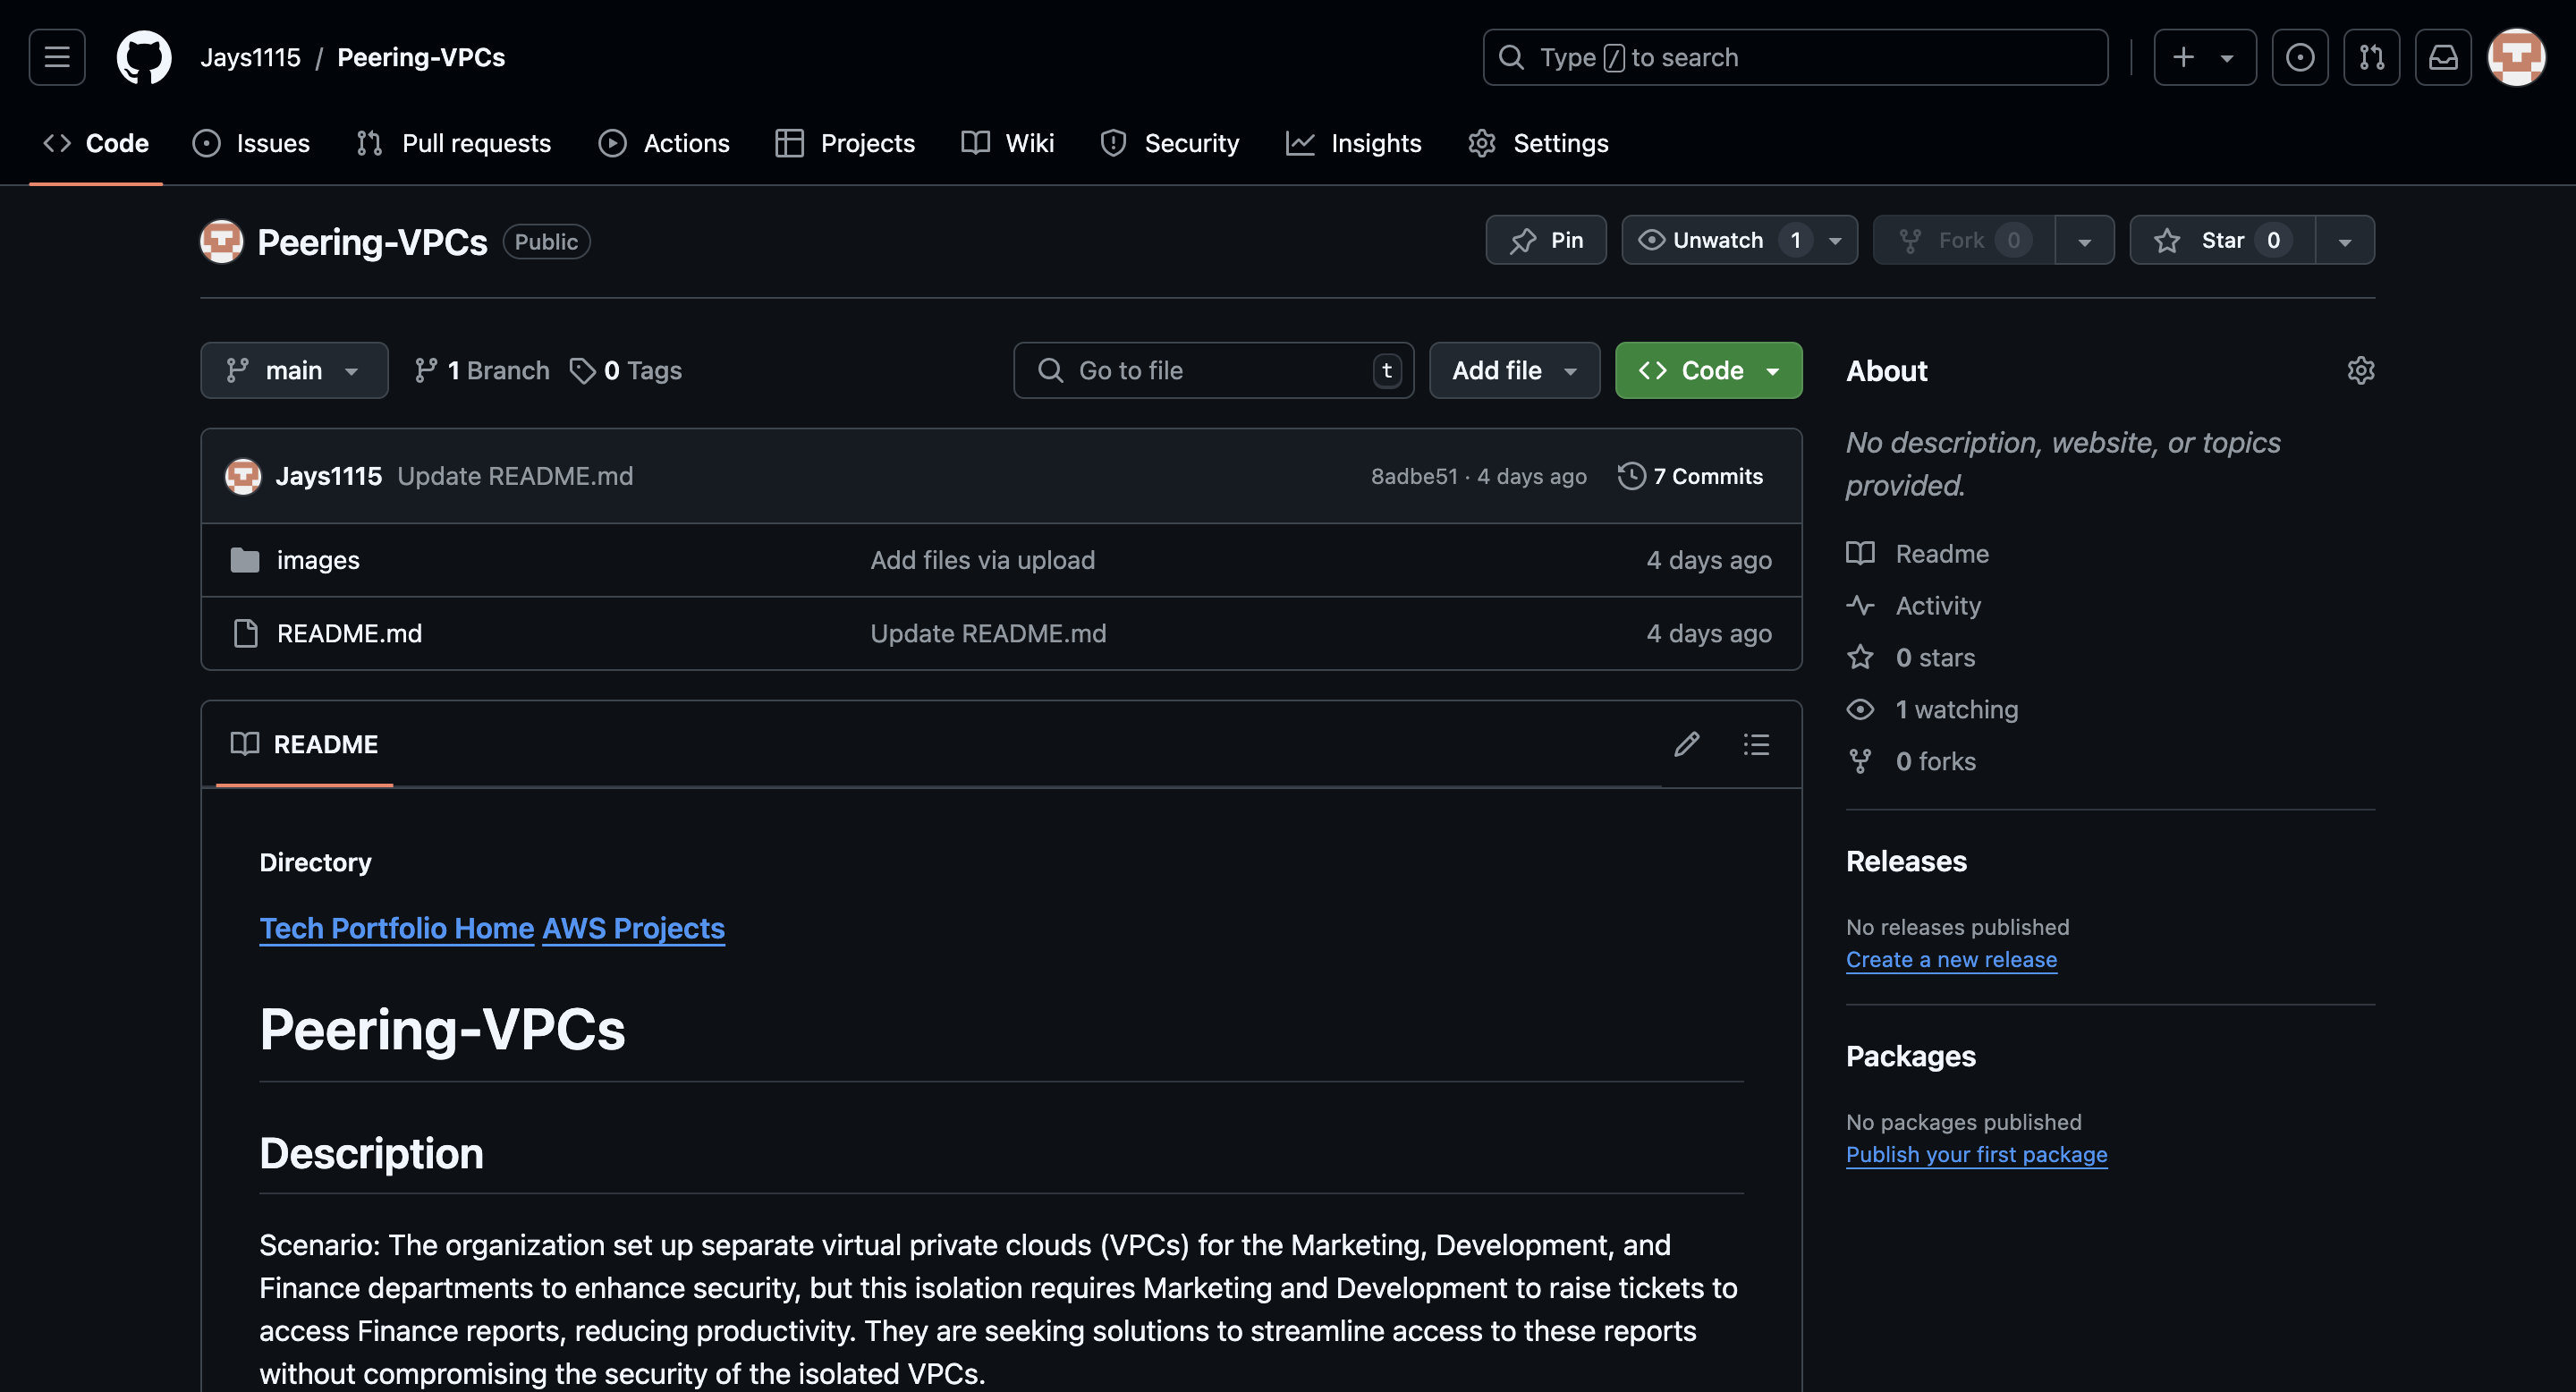 Jays1115 / Peering-VPCs
Type / to search
Code Issues Pull requests Actions Projects Wiki Security Insights Settings
Peering-VPCs Public
Pin Unwatch 1 Fork 0 Star 0
main 1 Branch 0 Tags
Go to file t Add file Code
Jays1115 Update README.md 8adbe51 · 4 days ago 7 Commits
images Add files via upload 4 days ago
README.md Update README.md 4 days ago
README
Directory
Tech Portfolio Home AWS Projects
Peering-VPCs
Description
Scenario: The organization set up separate virtual private clouds (VPCs) for the Marketing, Development, and
Finance departments to enhance security, but this isolation requires Marketing and Development to raise tickets to
access Finance reports, reducing productivity. They are seeking solutions to streamline access to these reports
without compromising the security of the isolated VPCs.
About
No description, website, or topics
provided.
Readme
Activity
0 stars
1 watching
0 forks
Releases
No releases published
Create a new release
Packages
No packages published
Publish your first package